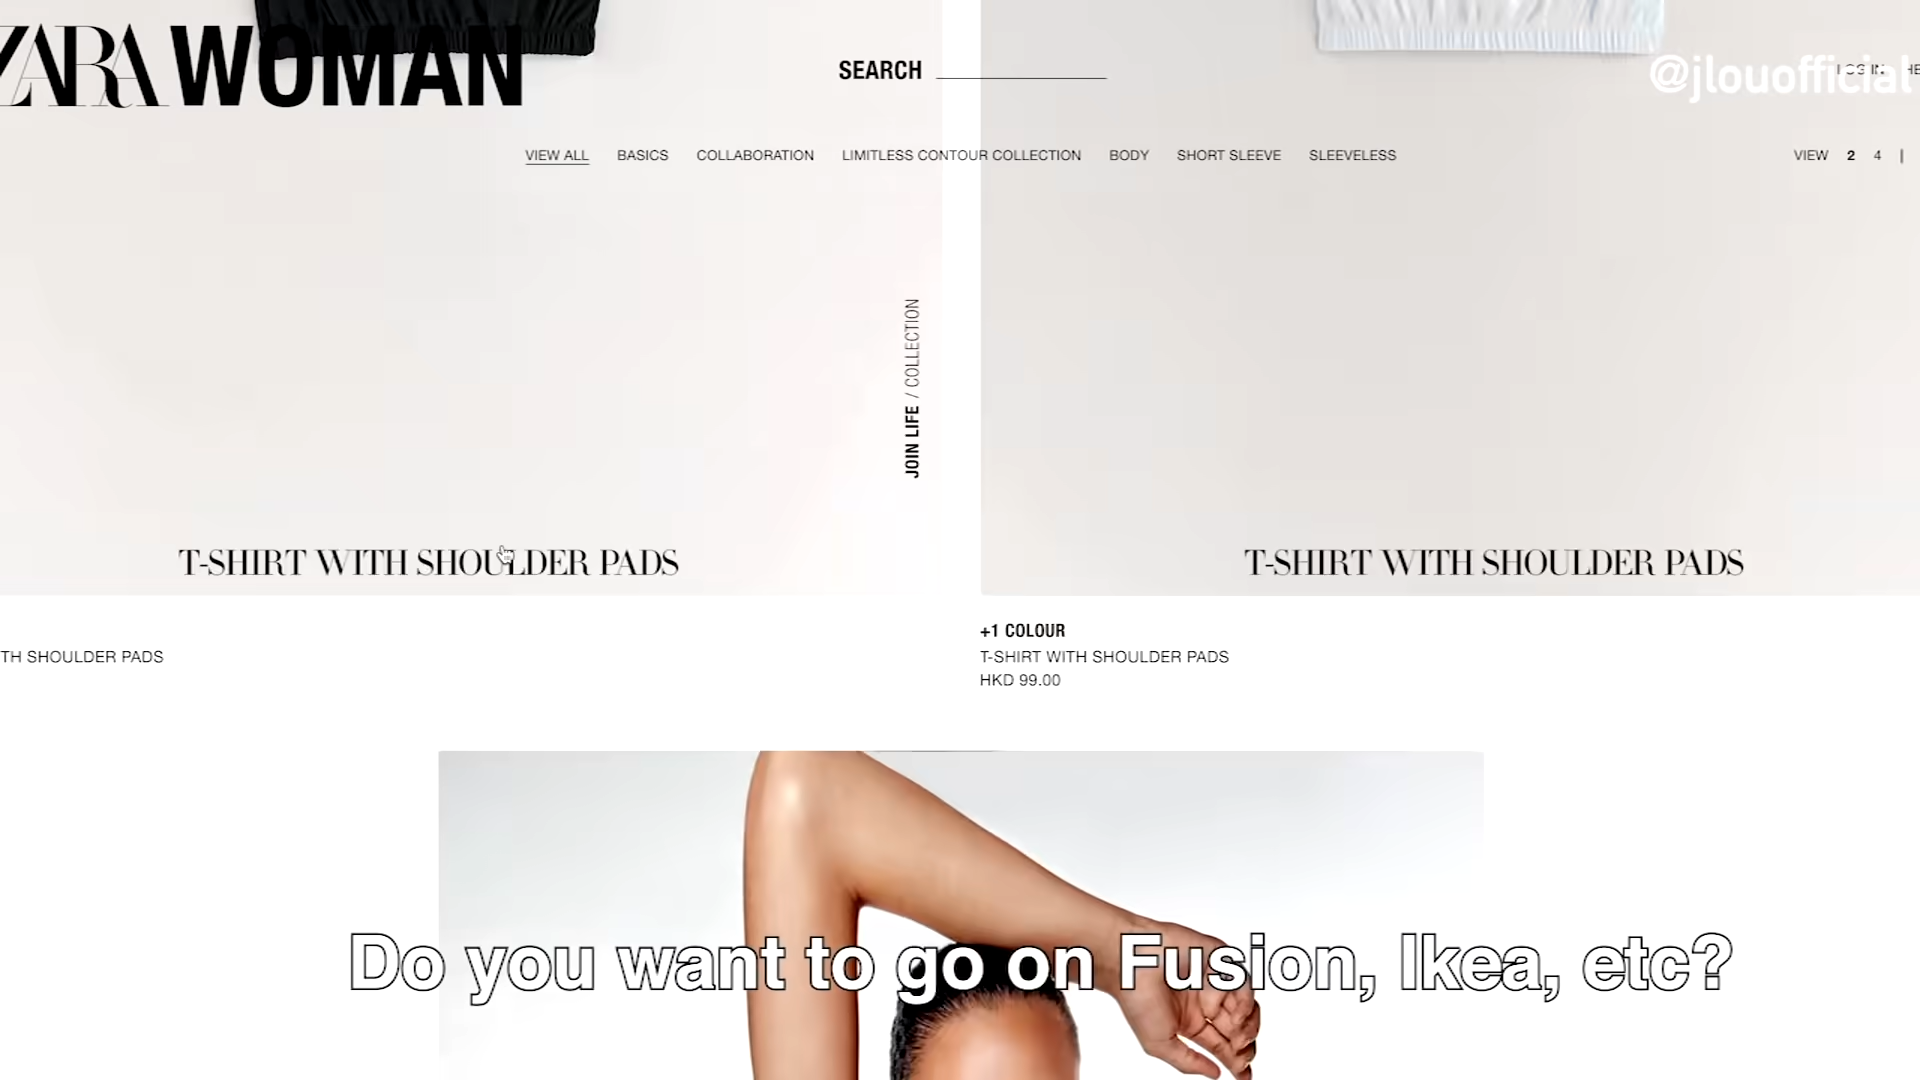 ZARA WOMAN
SEARCH
@jlouofficial
LOG IN
VIEW ALL BASICS COLLABORATION LIMITLESS CONTOUR COLLECTION BODY SHORT SLEEVE SLEEVELESS
VIEW 2 4 |
JOIN LIFE / COLLECTION
T-SHIRT WITH SHOULDER PADS
T-SHIRT WITH SHOULDER PADS
+1 COLOUR
TH SHOULDER PADS
T-SHIRT WITH SHOULDER PADS
HKD 99.00
Do you want to go on Fusion, Ikea, etc?